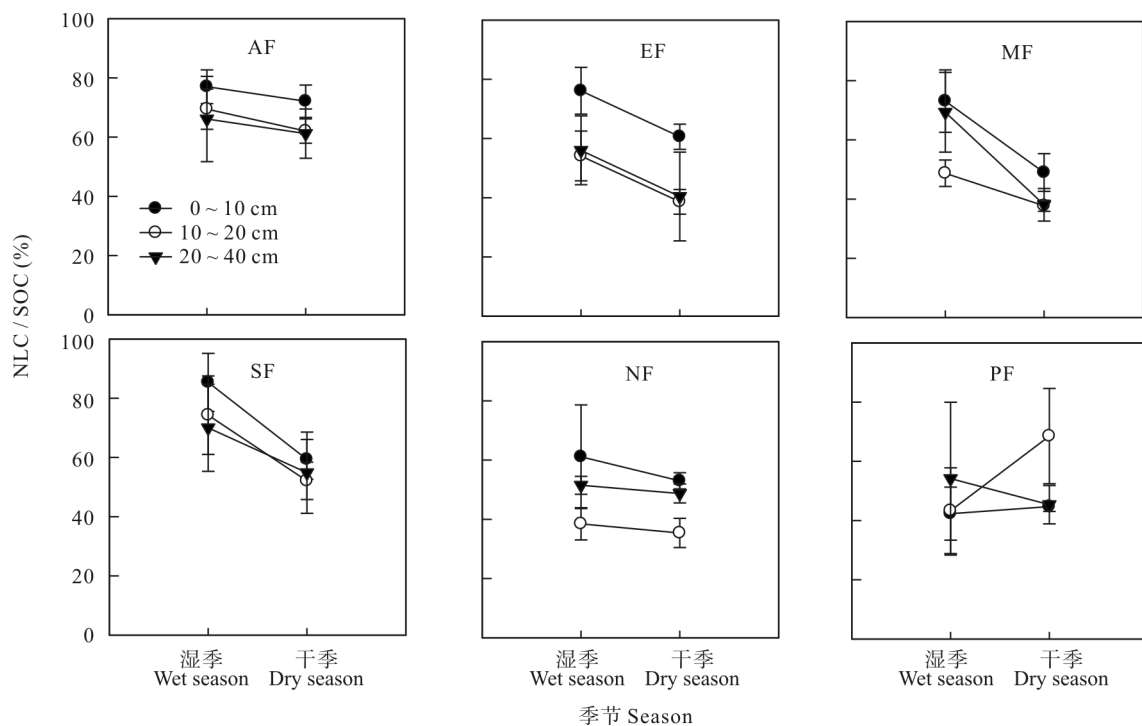 NLC / SOC (%)
100
80
60
40
20
0
AF
0 ~ 10 cm
10 ~ 20 cm
20 ~ 40 cm
EF
MF
100
80
60
40
20
0
SF
NF
PF
湿季 干季
Wet season Dry season
湿季 干季
Wet season Dry season
湿季 干季
Wet season Dry season
季节 Season